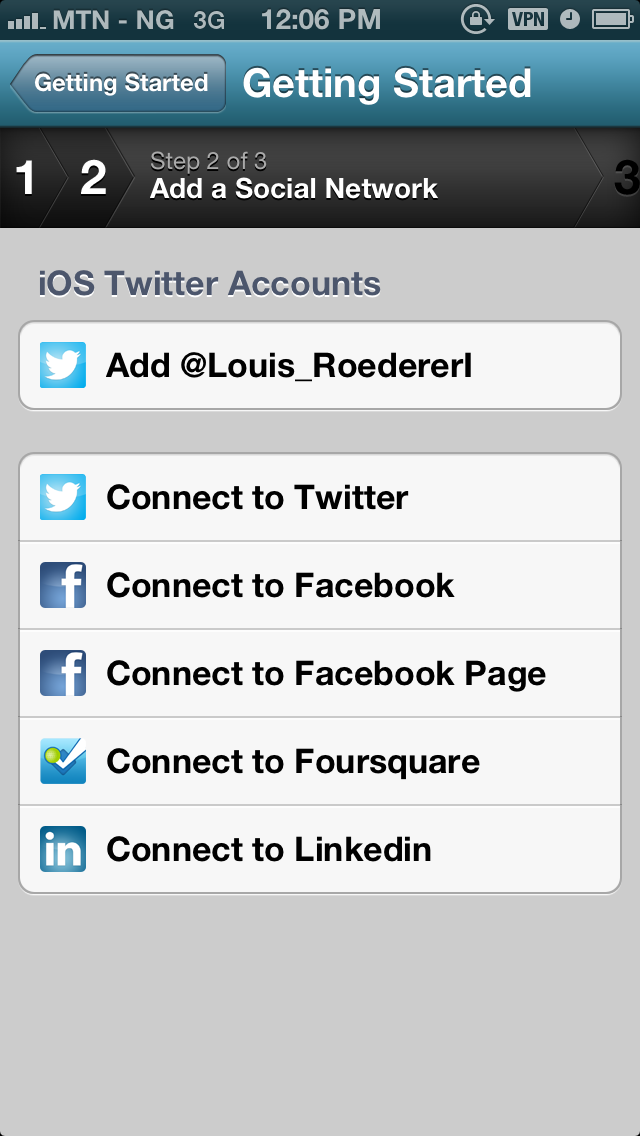 MTN - NG 3G 12:06 PM VPN
Getting Started Getting Started
1 2 Step 2 of 3 3
Add a Social Network
iOS Twitter Accounts
Add @Louis_RoedererI
Connect to Twitter
f Connect to Facebook
f Connect to Facebook Page
Connect to Foursquare
in Connect to Linkedin